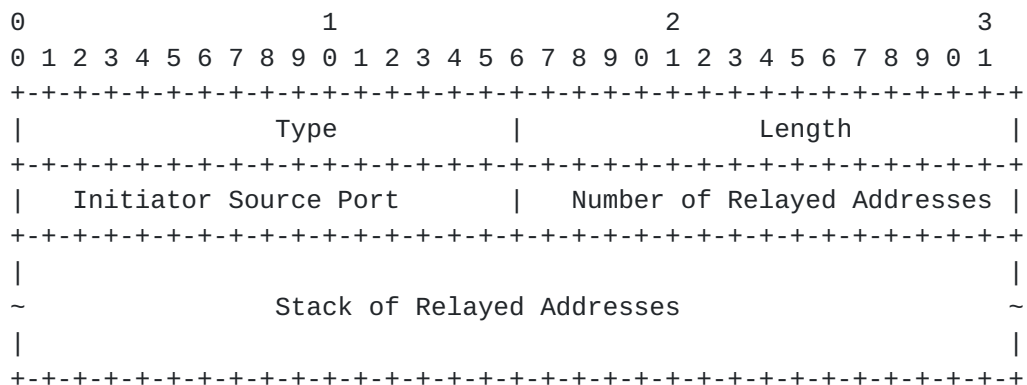 0                   1                   2                   3
0 1 2 3 4 5 6 7 8 9 0 1 2 3 4 5 6 7 8 9 0 1 2 3 4 5 6 7 8 9 0 1
+-+-+-+-+-+-+-+-+-+-+-+-+-+-+-+-+-+-+-+-+-+-+-+-+-+-+-+-+-+-+-+-+
|                Type           |               Length          |
+-+-+-+-+-+-+-+-+-+-+-+-+-+-+-+-+-+-+-+-+-+-+-+-+-+-+-+-+-+-+-+-+
|   Initiator Source Port       |   Number of Relayed Addresses |
+-+-+-+-+-+-+-+-+-+-+-+-+-+-+-+-+-+-+-+-+-+-+-+-+-+-+-+-+-+-+-+-+
|                                                               |
~                Stack of Relayed Addresses                     ~
|                                                               |
+-+-+-+-+-+-+-+-+-+-+-+-+-+-+-+-+-+-+-+-+-+-+-+-+-+-+-+-+-+-+-+-+